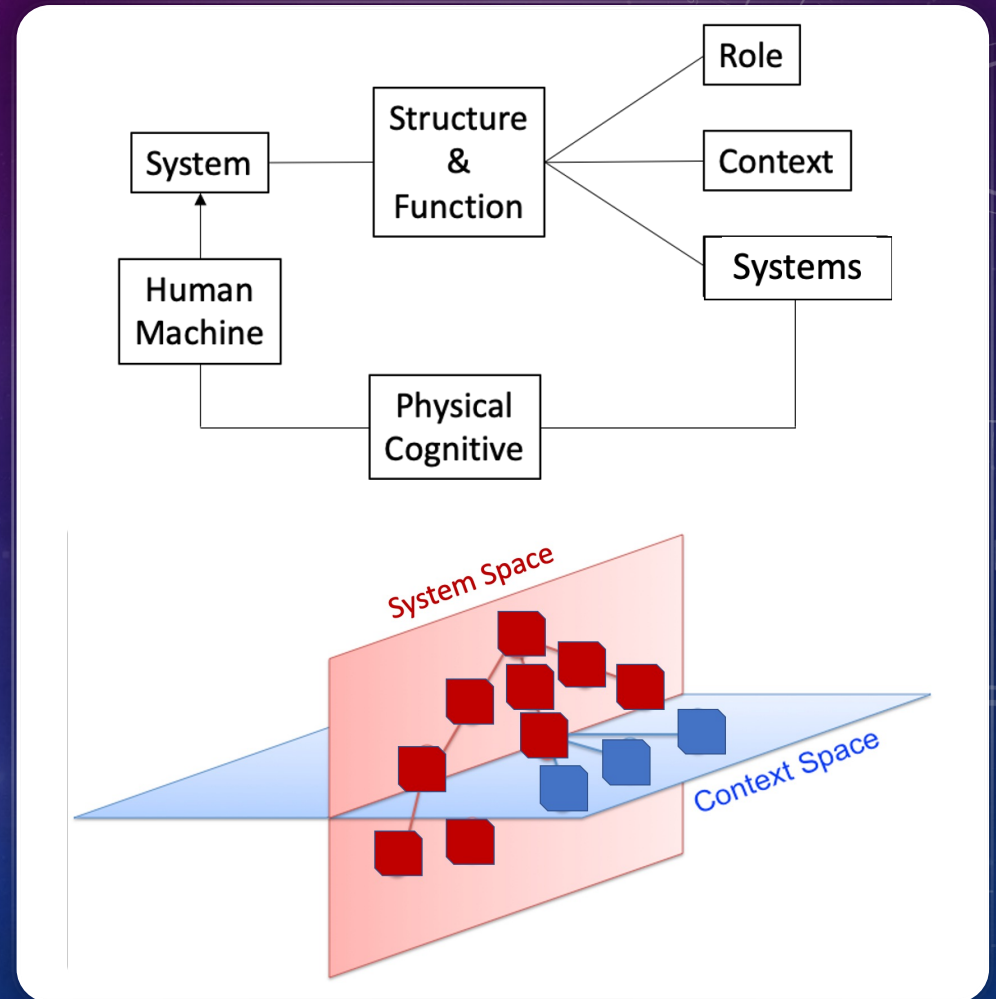 Role
Structure
&
Function
System
Context
Systems
Human
Machine
Physical
Cognitive
System Space
Context Space